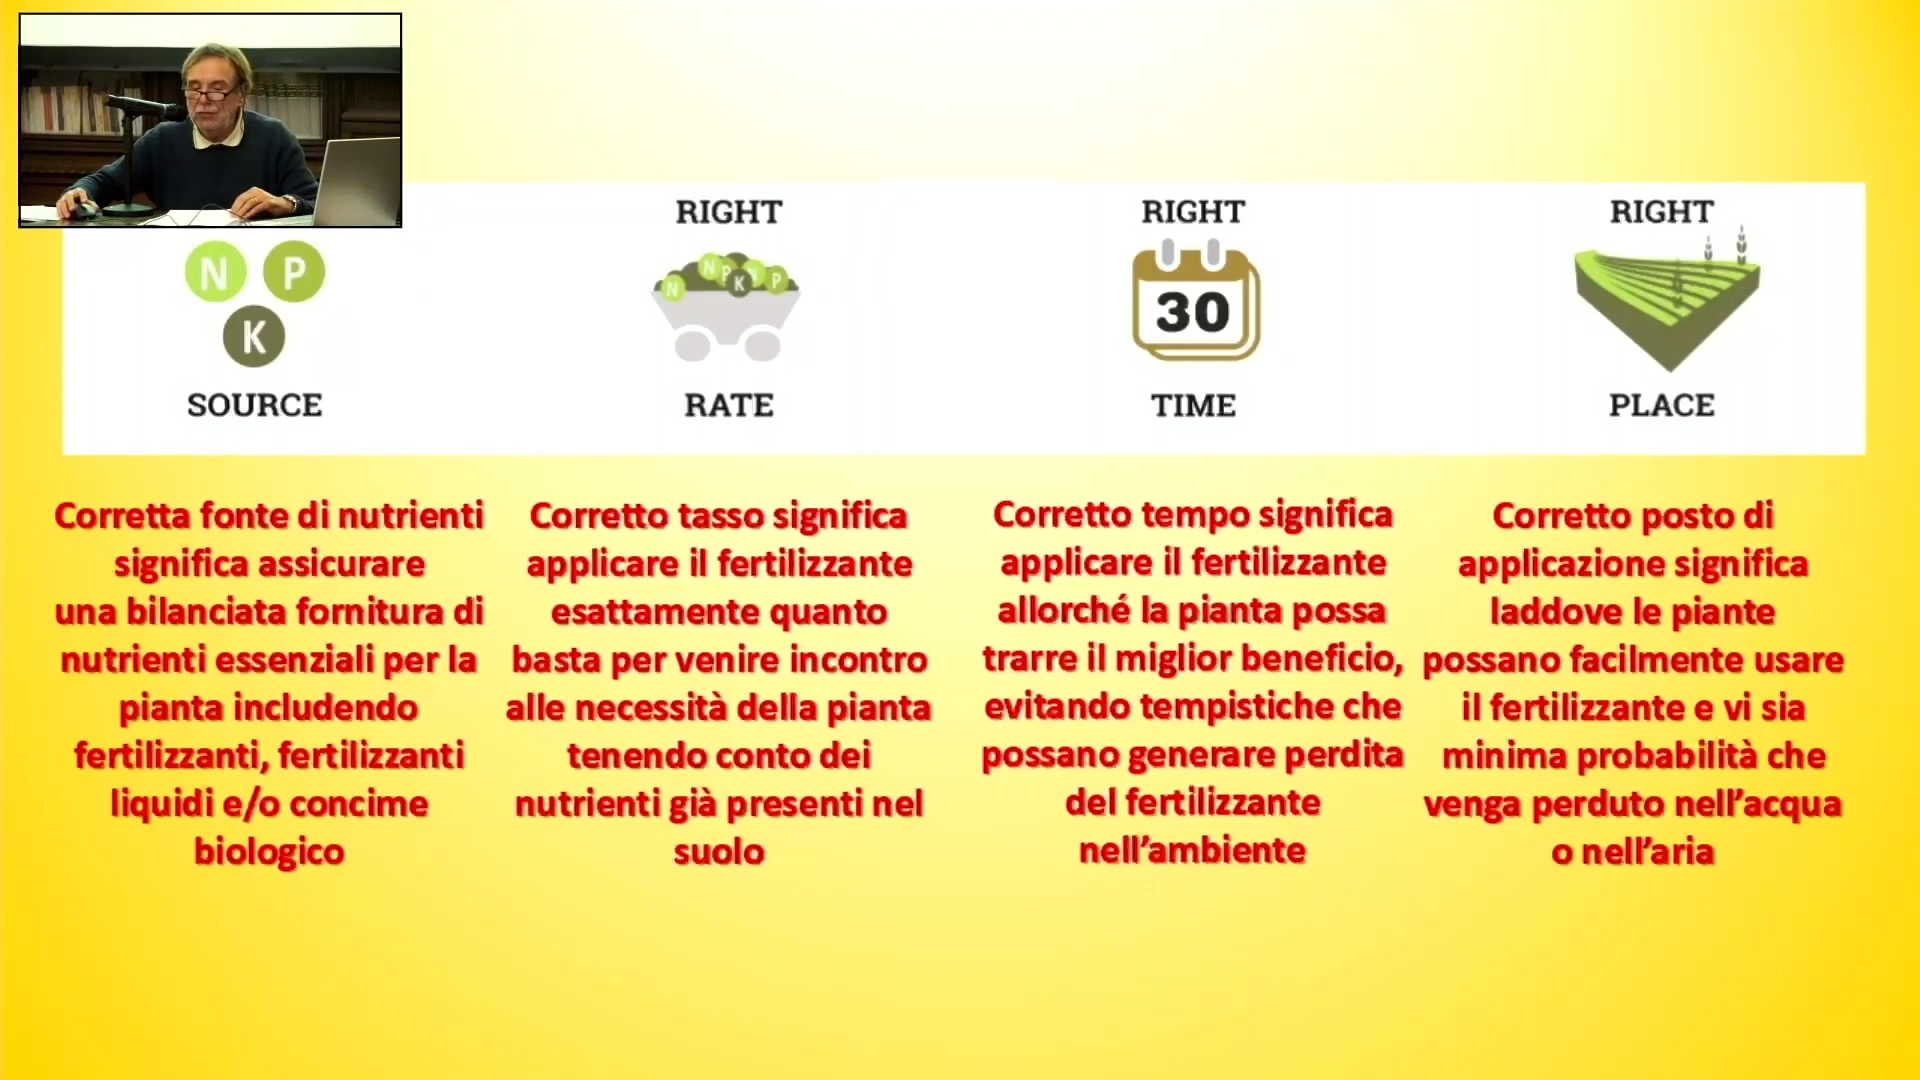 RIGHT
N P
K
SOURCE
RIGHT
N N P K N P
RATE
RIGHT
30
TIME
RIGHT
PLACE
Corretta fonte di nutrienti
significa assicurare
una bilanciata fornitura di
nutrienti essenziali per la
pianta includendo
fertilizzanti, fertilizzanti
liquidi e/o concime
biologico
Corretto tasso significa
applicare il fertilizzante
esattamente quanto
basta per venire incontro
alle necessità della pianta
tenendo conto dei
nutrienti già presenti nel
suolo
Corretto tempo significa
applicare il fertilizzante
allorché la pianta possa
trarre il miglior beneficio,
evitando tempistiche che
possano generare perdita
del fertilizzante
nell’ambiente
Corretto posto di
applicazione significa
laddove le piante
possano facilmente usare
il fertilizzante e vi sia
minima probabilità che
venga perduto nell’acqua
o nell’aria